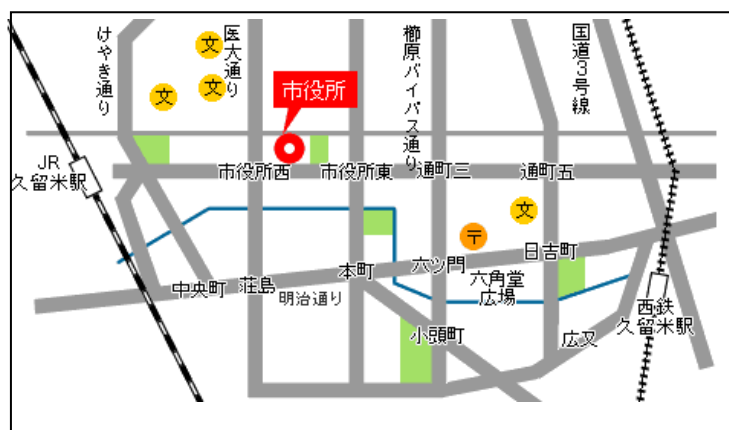 けやき通り
医大通り
櫛原バイパス通り
国道3号線
文
文
文
市役所
JR
久留米駅
市役所西
市役所東
通町三
通町五
文
〒
中央町
荘島
本町
六ツ門
日吉町
明治通り
六角堂
広場
小頭町
広又
西鉄
久留米駅